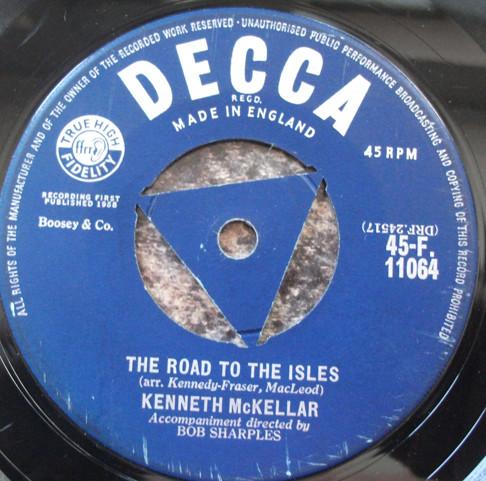 ALL RIGHTS OF THE MANUFACTURER AND OF THE OWNER OF THE RECORDED WORK RESERVED · UNAUTHORISED PUBLIC PERFORMANCE BROADCASTING AND COPYING OF THIS RECORD PROHIBITED
DECCA
REGD.
MADE IN ENGLAND
TRUE HIGH
ffrr
FIDELITY
45 RPM
RECORDING FIRST
PUBLISHED 1958
Boosey & Co.
(DRF.24517)
45-F.
11064
THE ROAD TO THE ISLES
(arr. Kennedy-Fraser, MacLeod)
KENNETH McKELLAR
Accompaniment directed by
BOB SHARPLES